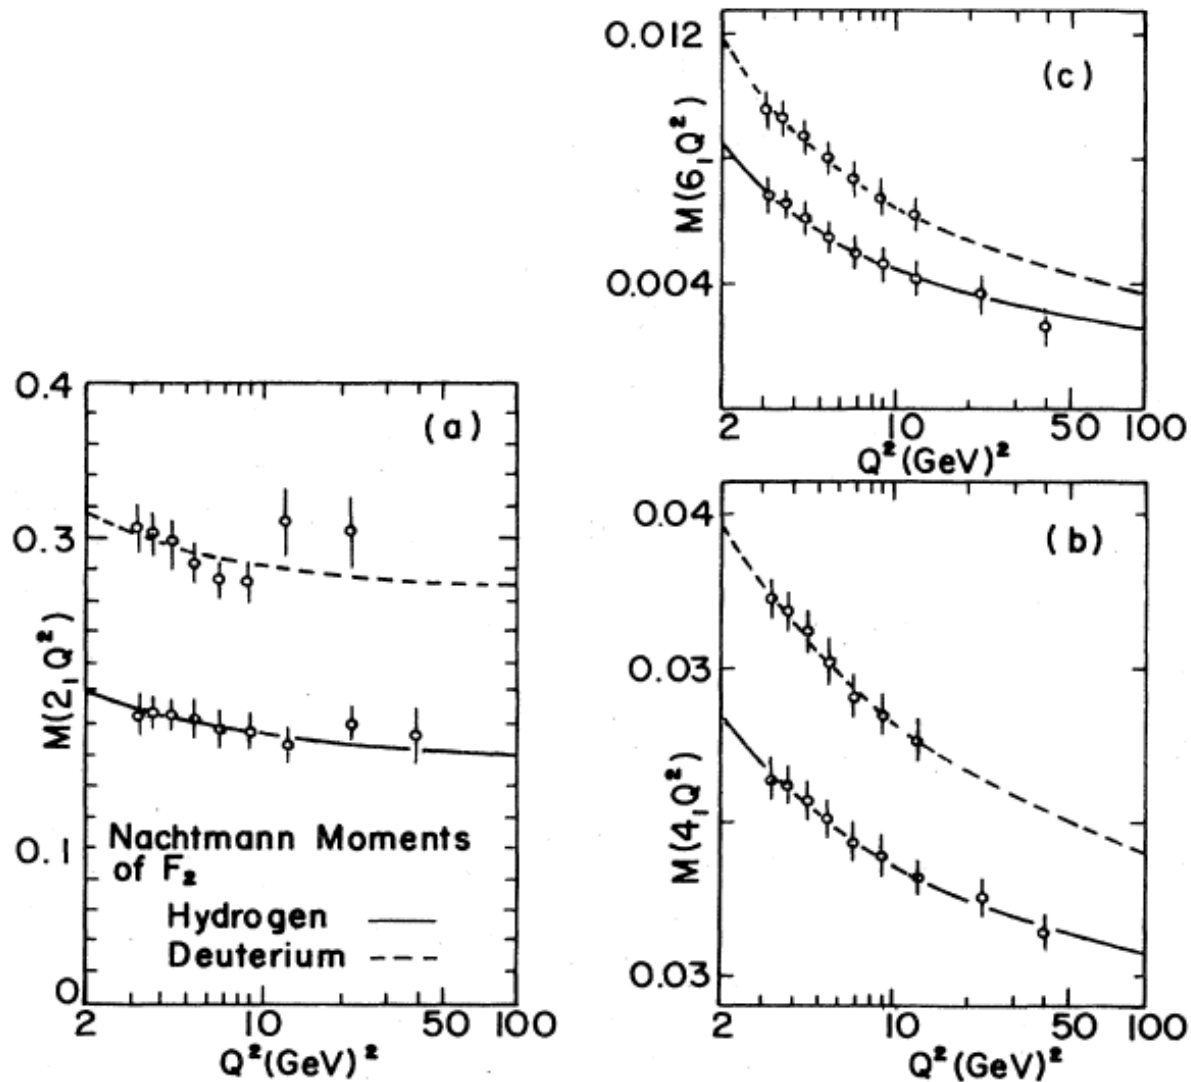 0.012
(c)
M(6,Q²)
0.004
2 10 50 100
Q²(GeV)²
0.4
(a)
0.3
M(2,Q²)
0.1
Nachtmann Moments
of F₂
Hydrogen
Deuterium
0
2 10 50 100
Q²(GeV)²
0.04
(b)
0.03
M(4,Q²)
0.03
2 10 50 100
Q²(GeV)²